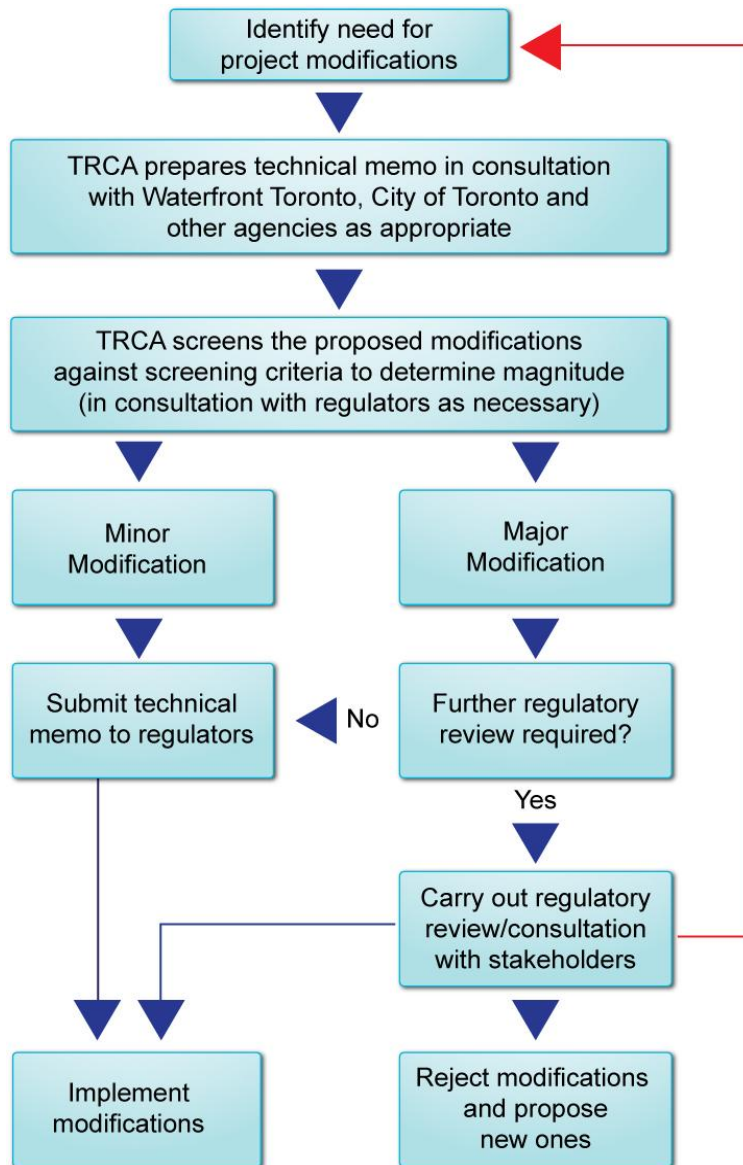 Identify need for
project modifications
TRCA prepares technical memo in consultation
with Waterfront Toronto, City of Toronto and
other agencies as appropriate
TRCA screens the proposed modifications
against screening criteria to determine magnitude
(in consultation with regulators as necessary)
Minor
Modification
Major
Modification
Submit technical
memo to regulators
No
Further regulatory
review required?
Yes
Carry out regulatory
review/consultation
with stakeholders
Implement
modifications
Reject modifications
and propose
new ones